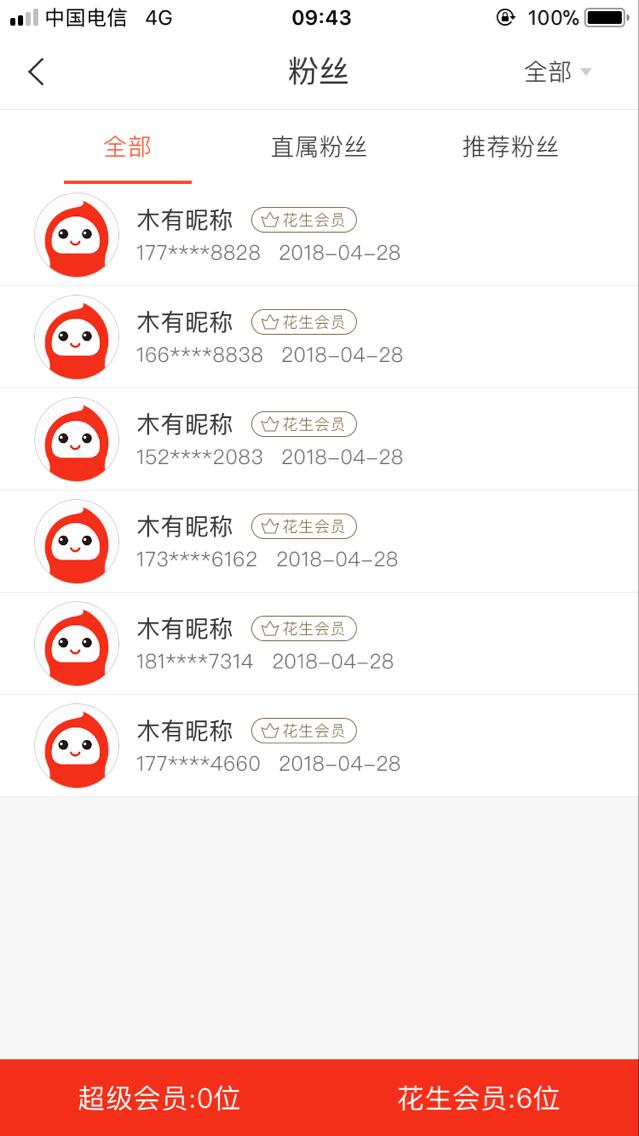 中国电信 4G 09:43 100%
粉丝 全部
全部 直属粉丝 推荐粉丝
木有昵称 花生会员
177****8828 2018-04-28
木有昵称 花生会员
166****8838 2018-04-28
木有昵称 花生会员
152****2083 2018-04-28
木有昵称 花生会员
173****6162 2018-04-28
木有昵称 花生会员
181****7314 2018-04-28
木有昵称 花生会员
177****4660 2018-04-28
超级会员:0位 花生会员:6位